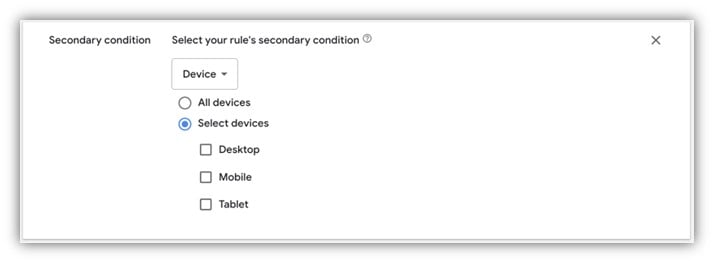 Secondary condition
Select your rule's secondary condition
Device
All devices
Select devices
Desktop
Mobile
Tablet